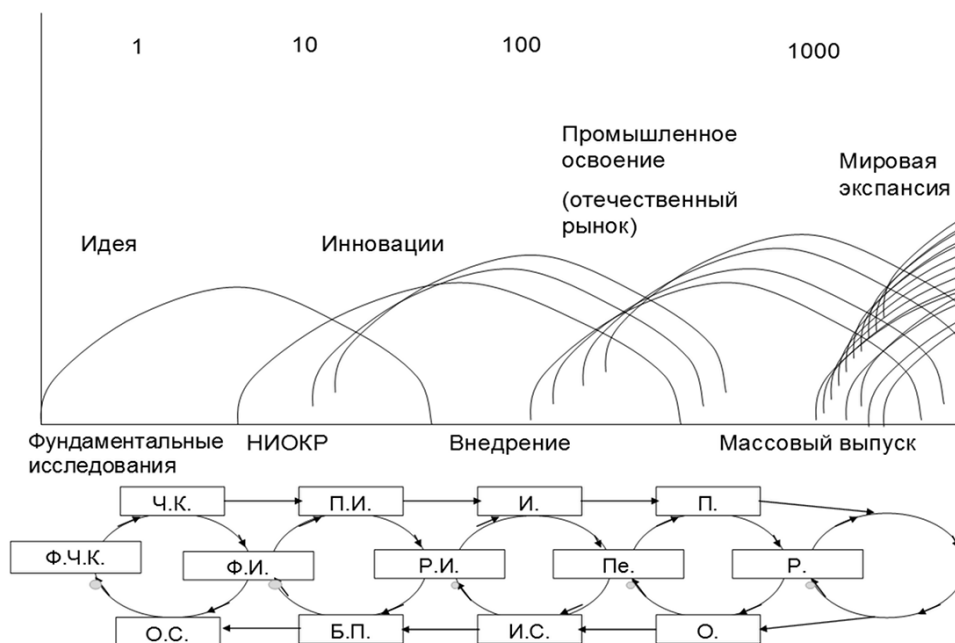 1
10
100
1000
Промышленное
освоение
(отечественный
рынок)
Мировая
экспансия
Идея
Инновации
Фундаментальные
исследования
НИОКР
Внедрение
Массовый выпуск
Ч.К.
П.И.
И.
П.
Ф.Ч.К.
Ф.И.
Р.И.
Пе.
Р.
О.С.
Б.П.
И.С.
О.